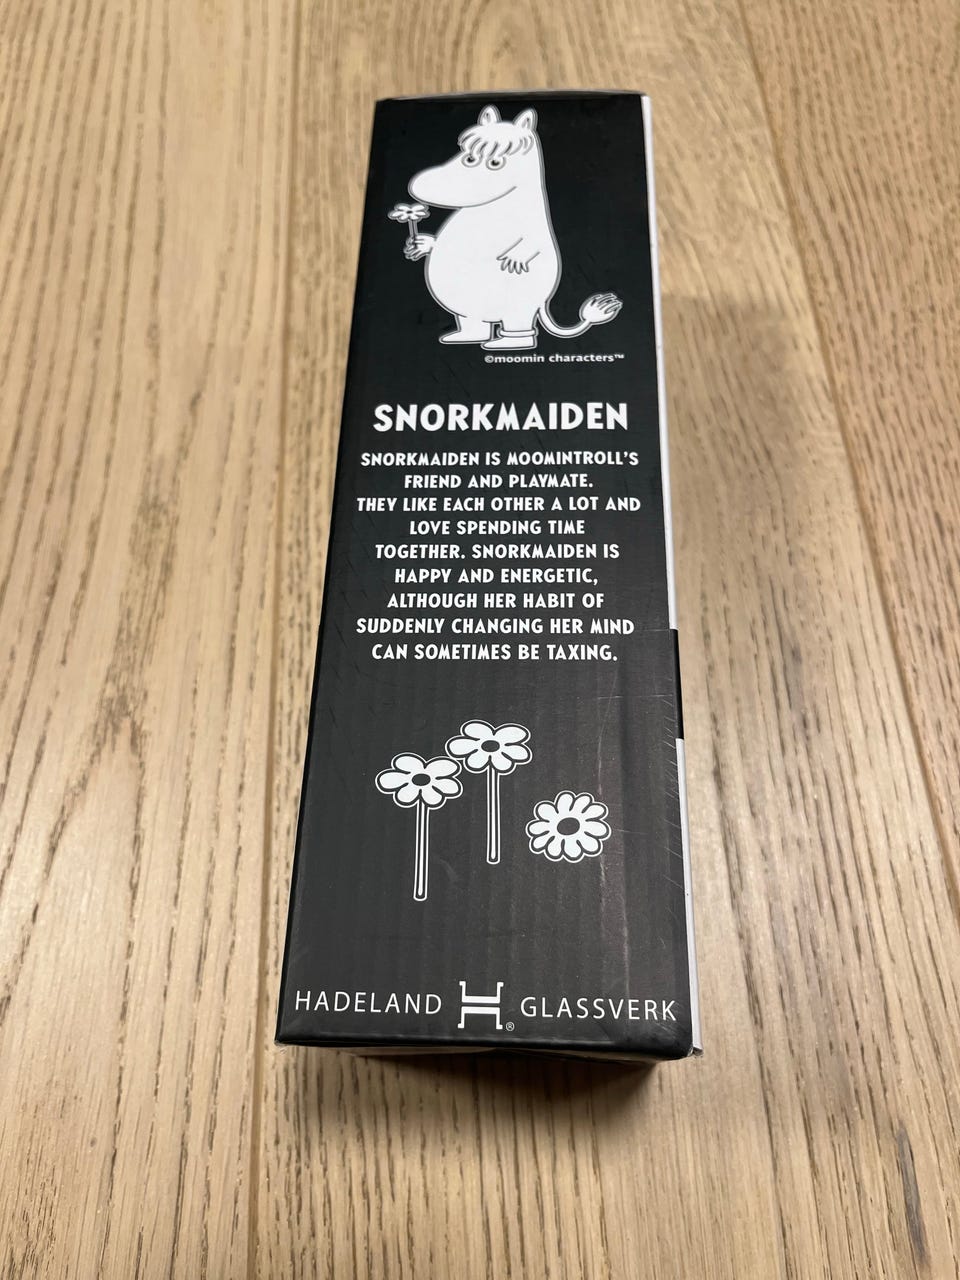 ©moomin characters™
SNORKMAIDEN
SNORKMAIDEN IS MOOMINTROLL'S
FRIEND AND PLAYMATE.
THEY LIKE EACH OTHER A LOT AND
LOVE SPENDING TIME
TOGETHER. SNORKMAIDEN IS
HAPPY AND ENERGETIC,
ALTHOUGH HER HABIT OF
SUDDENLY CHANGING HER MIND
CAN SOMETIMES BE TAXING.
HADELAND H® GLASSVERK